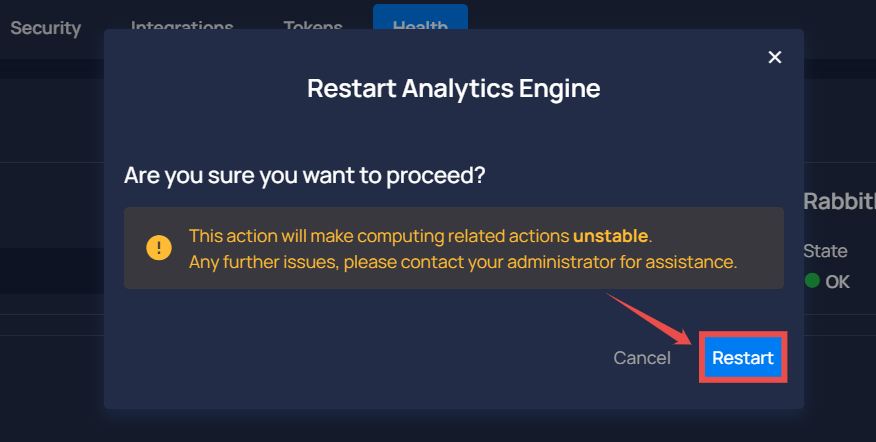 Security Integrations Tokens Health
Restart Analytics Engine
Are you sure you want to proceed?
This action will make computing related actions unstable.
Any further issues, please contact your administrator for assistance.
Cancel Restart
State
OK